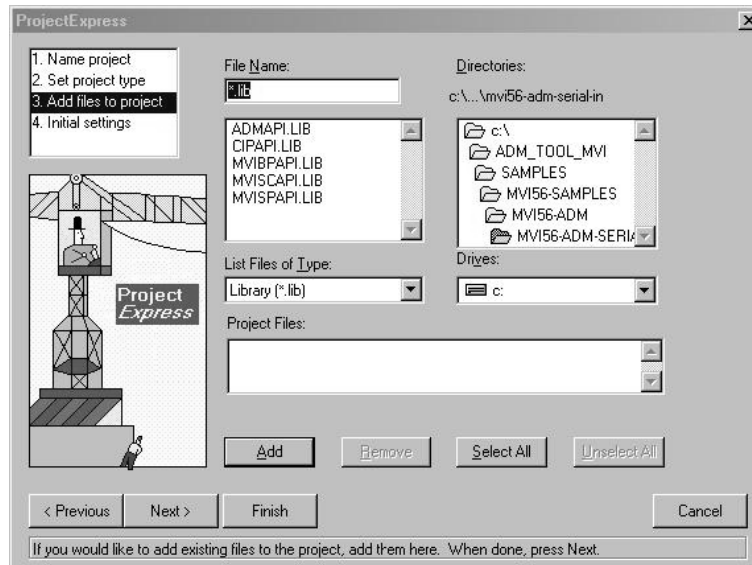 ProjectExpress
1. Name project
2. Set project type
3. Add files to project
4. Initial settings
File Name:
*.lib
ADMAPI.LIB
CIPAPI.LIB
MVIBPAPI.LIB
MVISCAPI.LIB
MVISPAPI.LIB
List Files of Type:
Library (*.lib)
Directories:
c:\...\mvi56-adm-serial-in
c:\
ADM_TOOL_MVI
SAMPLES
MVI56-SAMPLES
MVI56-ADM
MVI56-ADM-SERIA
Drives:
c:
Project Files:
Project
Express
Add
Remove
Select All
Unselect All
< Previous
Next >
Finish
Cancel
If you would like to add existing files to the project, add them here. When done, press Next.